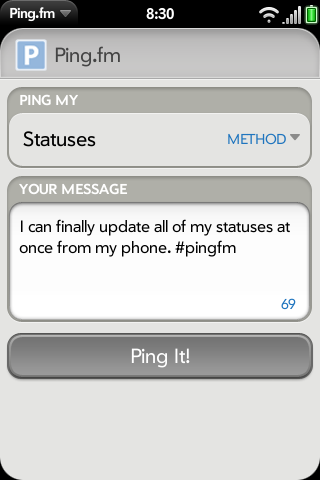 Ping.fm 8:30
P Ping.fm
PING MY
Statuses METHOD
YOUR MESSAGE
I can finally update all of my statuses at
once from my phone. #pingfm
69
Ping It!